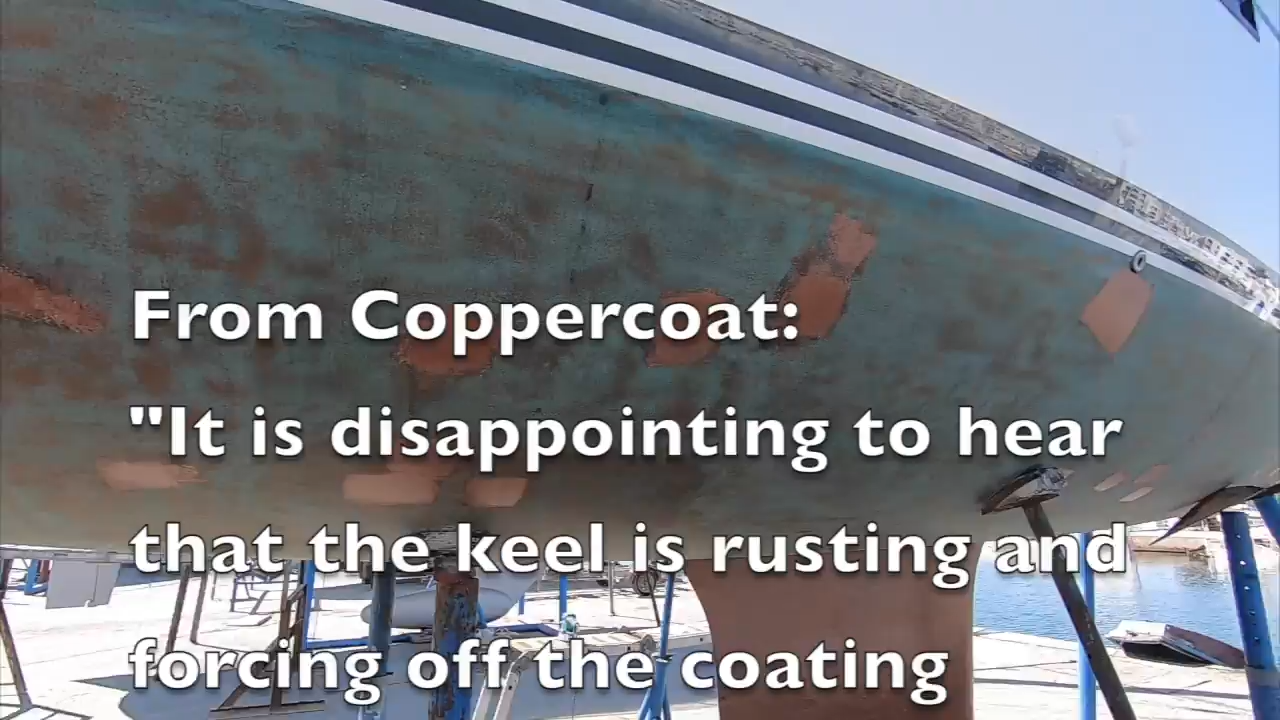 From Coppercoat:
"It is disappointing to hear
that the keel is rusting and
forcing off the coating